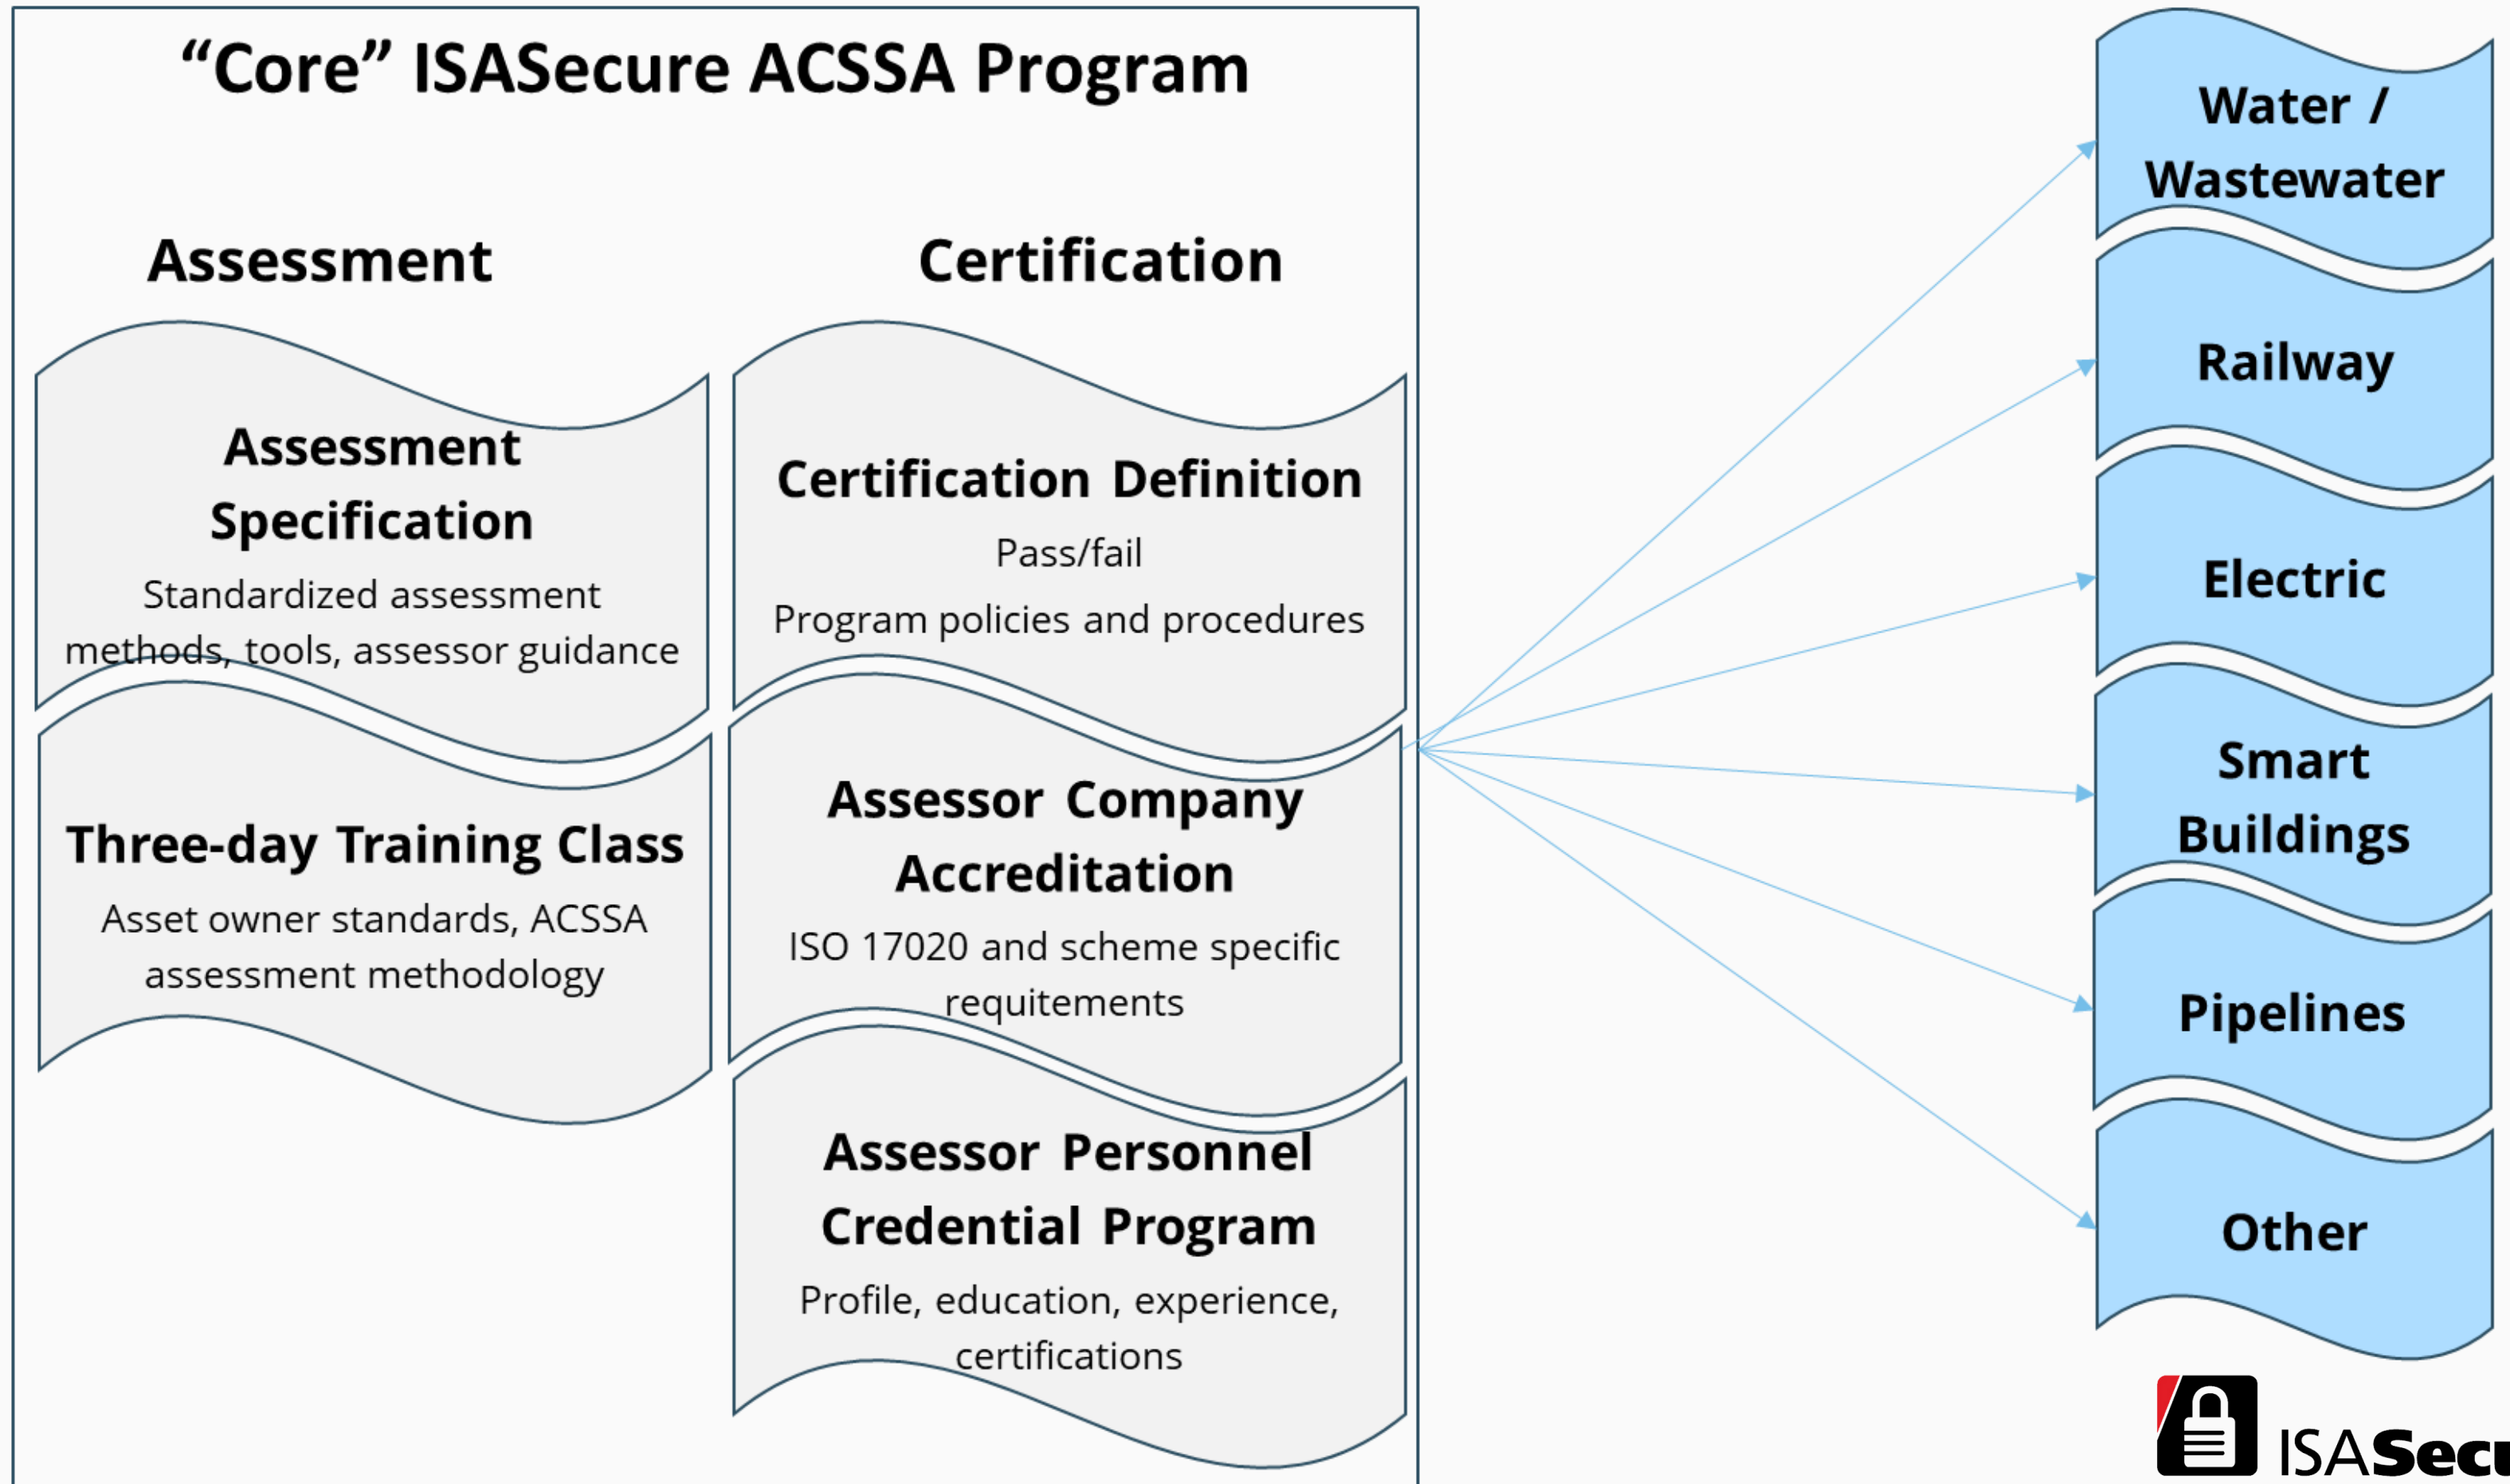 “Core” ISASecure ACSSA Program
Assessment
Assessment
Specification
Standardized assessment
methods, tools, assessor guidance
Three-day Training Class
Asset owner standards, ACSSA
assessment methodology
Certification
Certification Definition
Pass/fail
Program policies and procedures
Assessor Company
Accreditation
ISO 17020 and scheme specific
requitements
Assessor Personnel
Credential Program
Profile, education, experience,
certifications
Water /
Wastewater
Railway
Electric
Smart
Buildings
Pipelines
Other